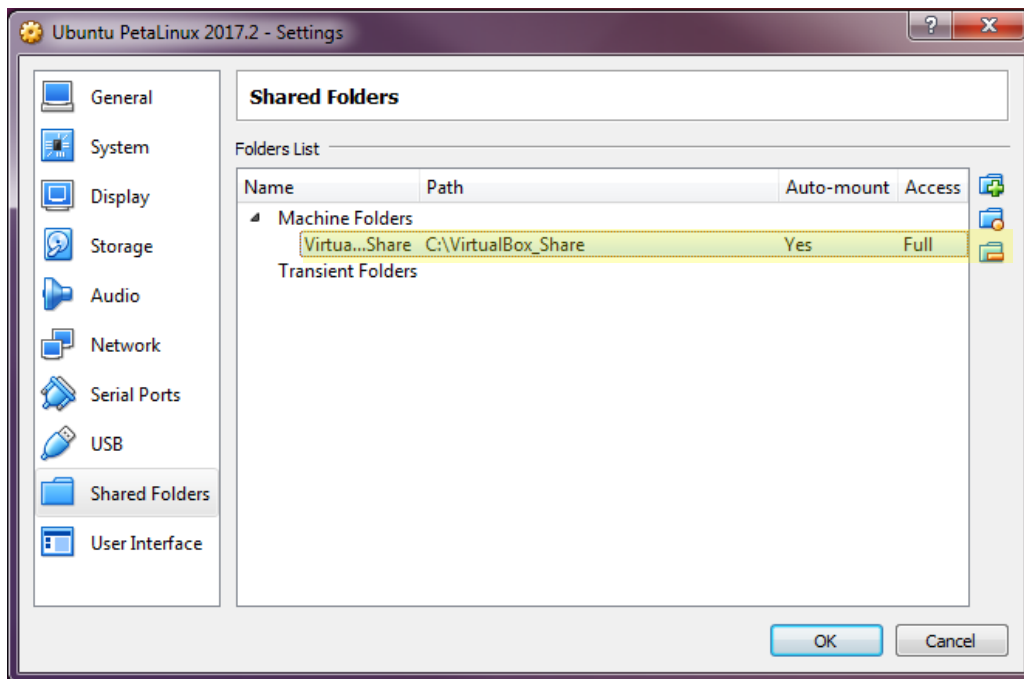 Ubuntu PetaLinux 2017.2 - Settings
?
General
System
Display
Storage
Audio
Network
Serial Ports
USB
Shared Folders
User Interface
Shared Folders
Folders List
Name Path Auto-mount Access
Machine Folders
Virtua...Share C:\VirtualBox_Share Yes Full
Transient Folders
OK Cancel